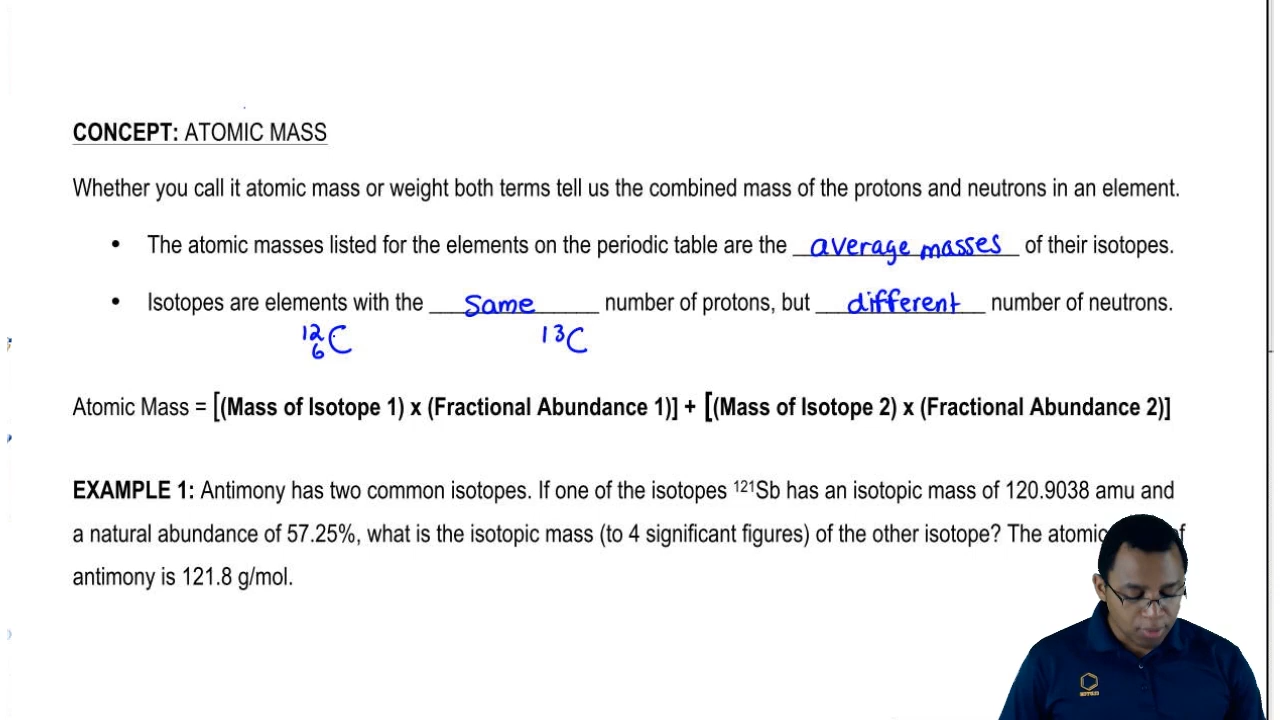 CONCEPT: ATOMIC MASS
Whether you call it atomic mass or weight both terms tell us the combined mass of the protons and neutrons in an element.
• The atomic masses listed for the elements on the periodic table are the average masses of their isotopes.
• Isotopes are elements with the same number of protons, but different number of neutrons.
¹²₆C ¹³C
Atomic Mass = [(Mass of Isotope 1) x (Fractional Abundance 1)] + [(Mass of Isotope 2) x (Fractional Abundance 2)]
EXAMPLE 1: Antimony has two common isotopes. If one of the isotopes ¹²¹Sb has an isotopic mass of 120.9038 amu and
a natural abundance of 57.25%, what is the isotopic mass (to 4 significant figures) of the other isotope? The atomic
antimony is 121.8 g/mol.